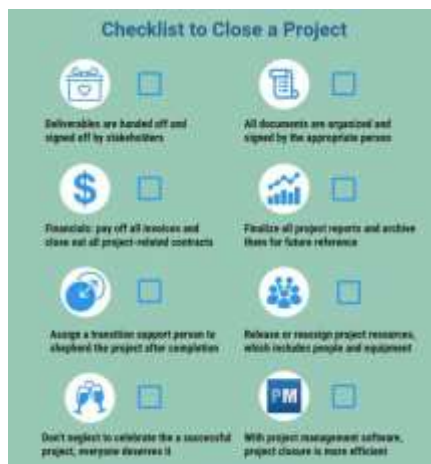 Checklist to Close a Project
Deliverables are handed off and
signed off by stakeholders
All documents are organized and
signed by the appropriate person
$
Financials: pay off all invoices and
close out all project-related contracts
Finalize all project reports and archive
them for future reference
Assign a transition support person to
shepherd the project after completion
Release or reassign project resources,
which includes people and equipment
Don't neglect to celebrate the a successful
project, everyone deserves it
PM
With project management software,
project closure is more efficient